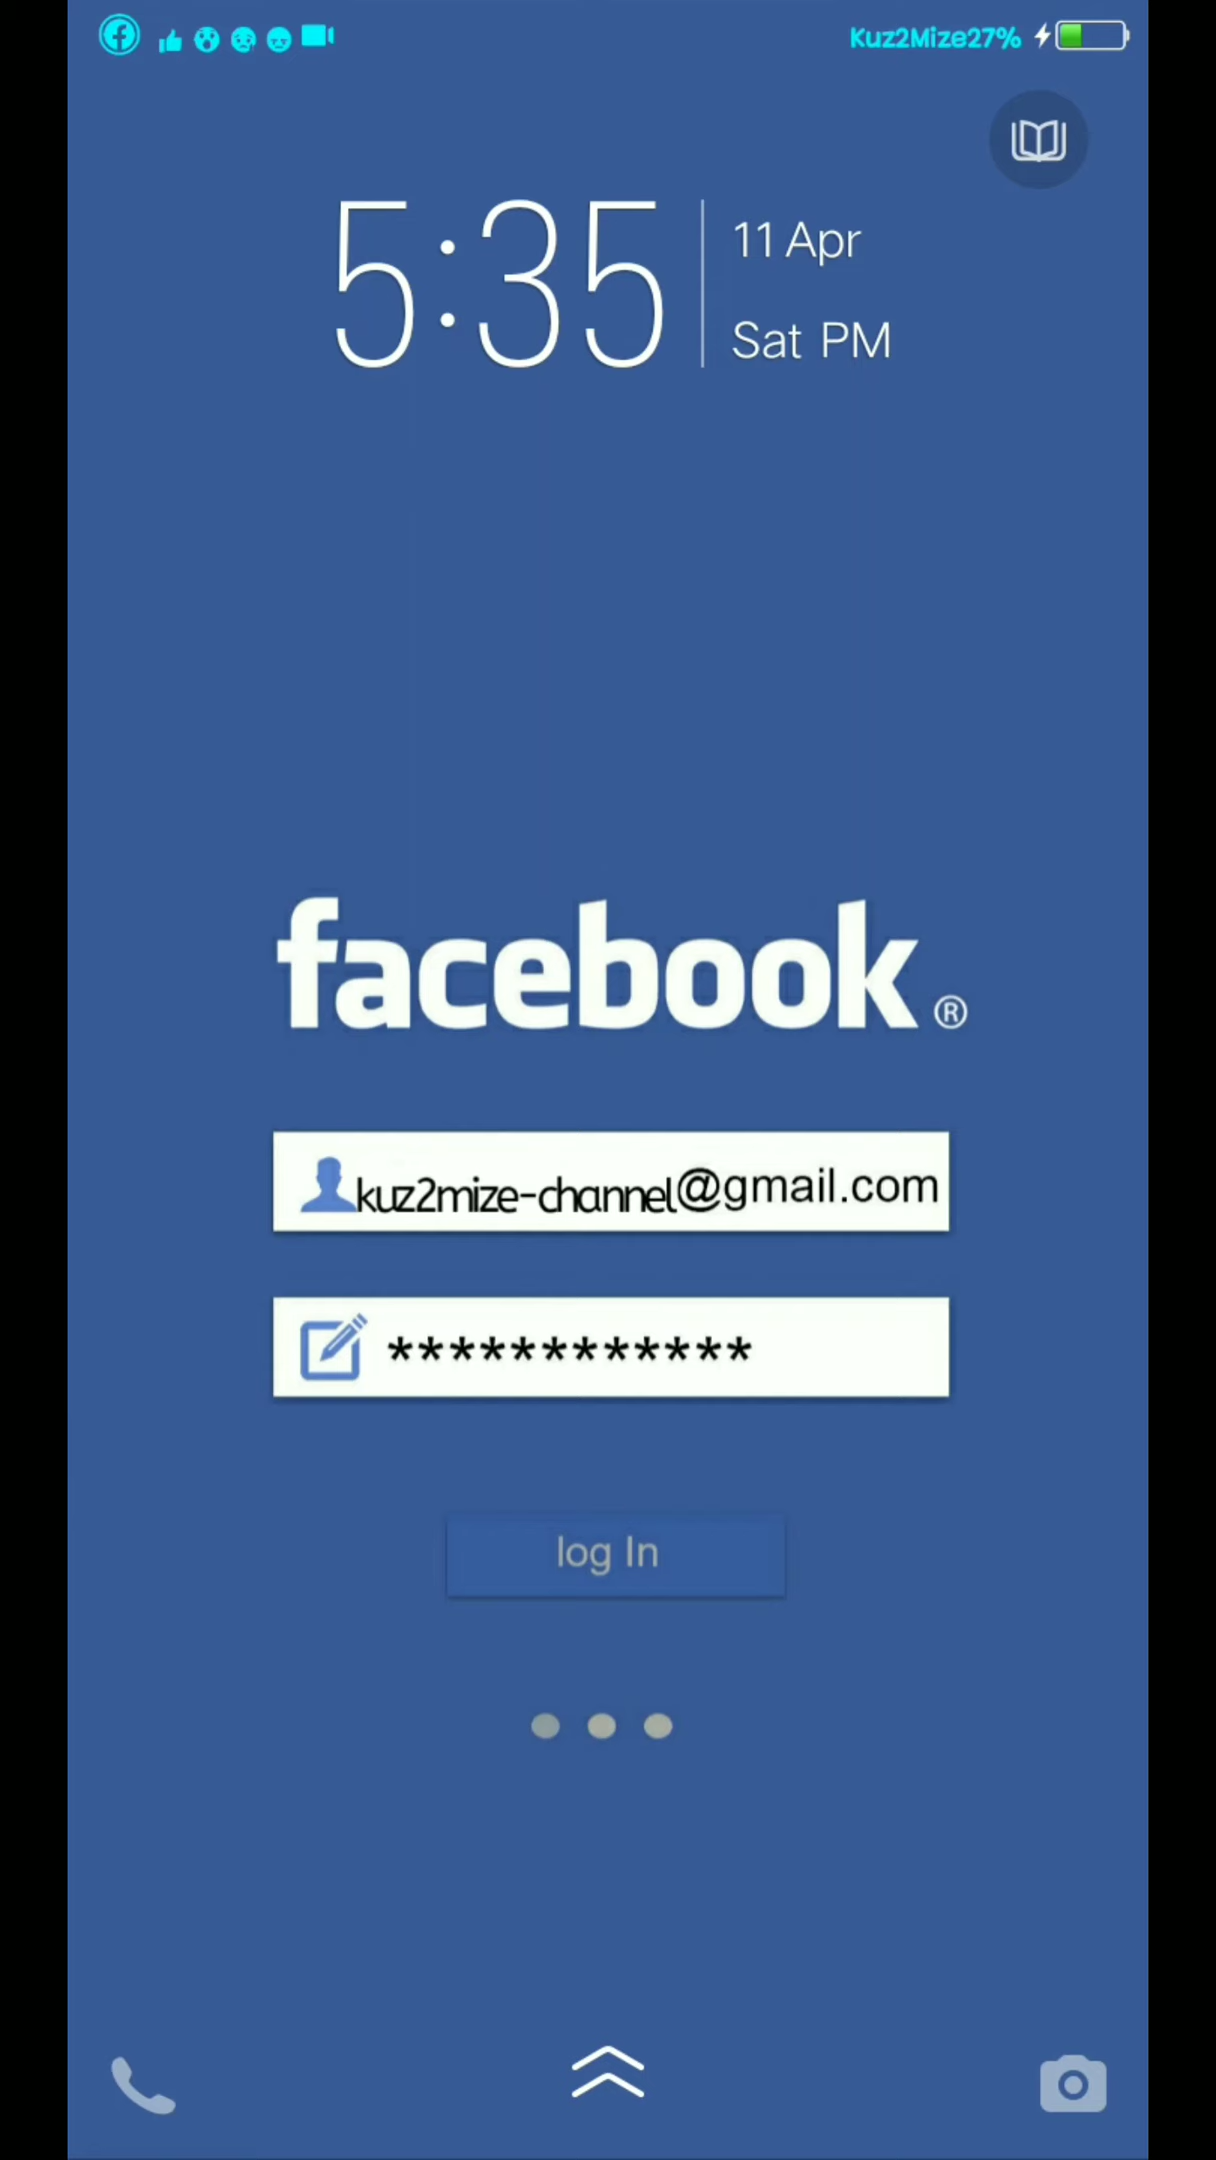 Kuz2Mize27%
5:35
11 Apr
Sat PM
facebook®
kuz2mize-channel@gmail.com
************
log In